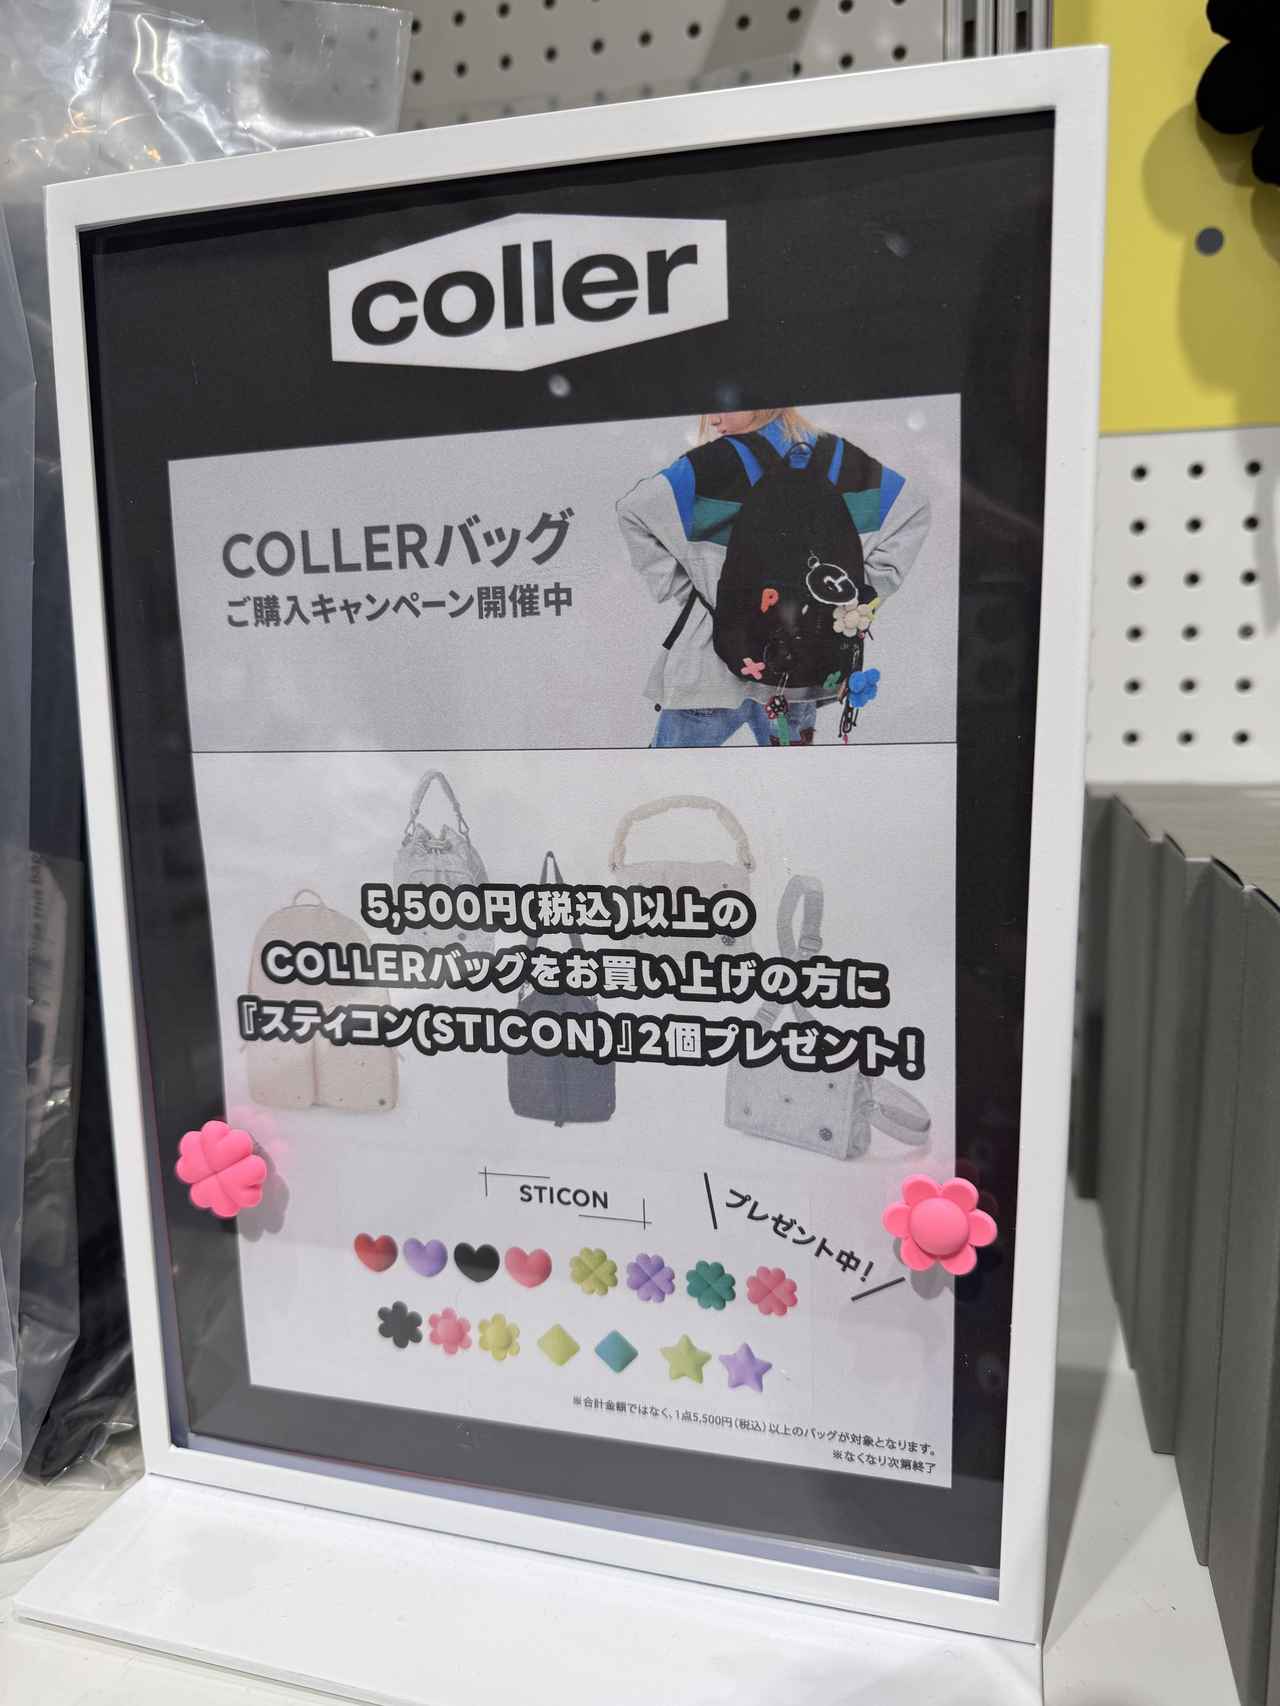 coller
COLLERバッグ
ご購入キャンペーン開催中
P
5,500円(税込)以上の
COLLERバッグをお買い上げの方に
『スティコン(STICON)』2個プレゼント!
STICON
プレゼント中!
※合計金額ではなく、1点5,500円(税込)以上のバッグが対象となります。
※なくなり次第終了